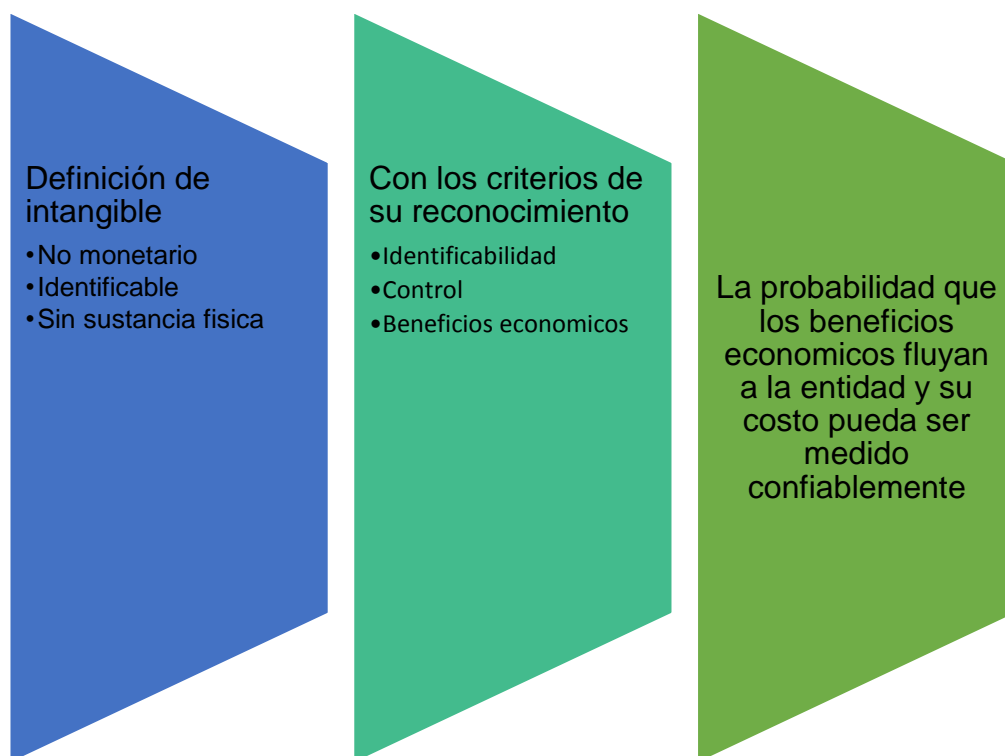 Definición de
intangible
•No monetario
•Identificable
•Sin sustancia fisica
Con los criterios de
su reconocimiento
•Identificabilidad
•Control
•Beneficios economicos
La probabilidad que
los beneficios
economicos fluyan
a la entidad y su
costo pueda ser
medido
confiablemente